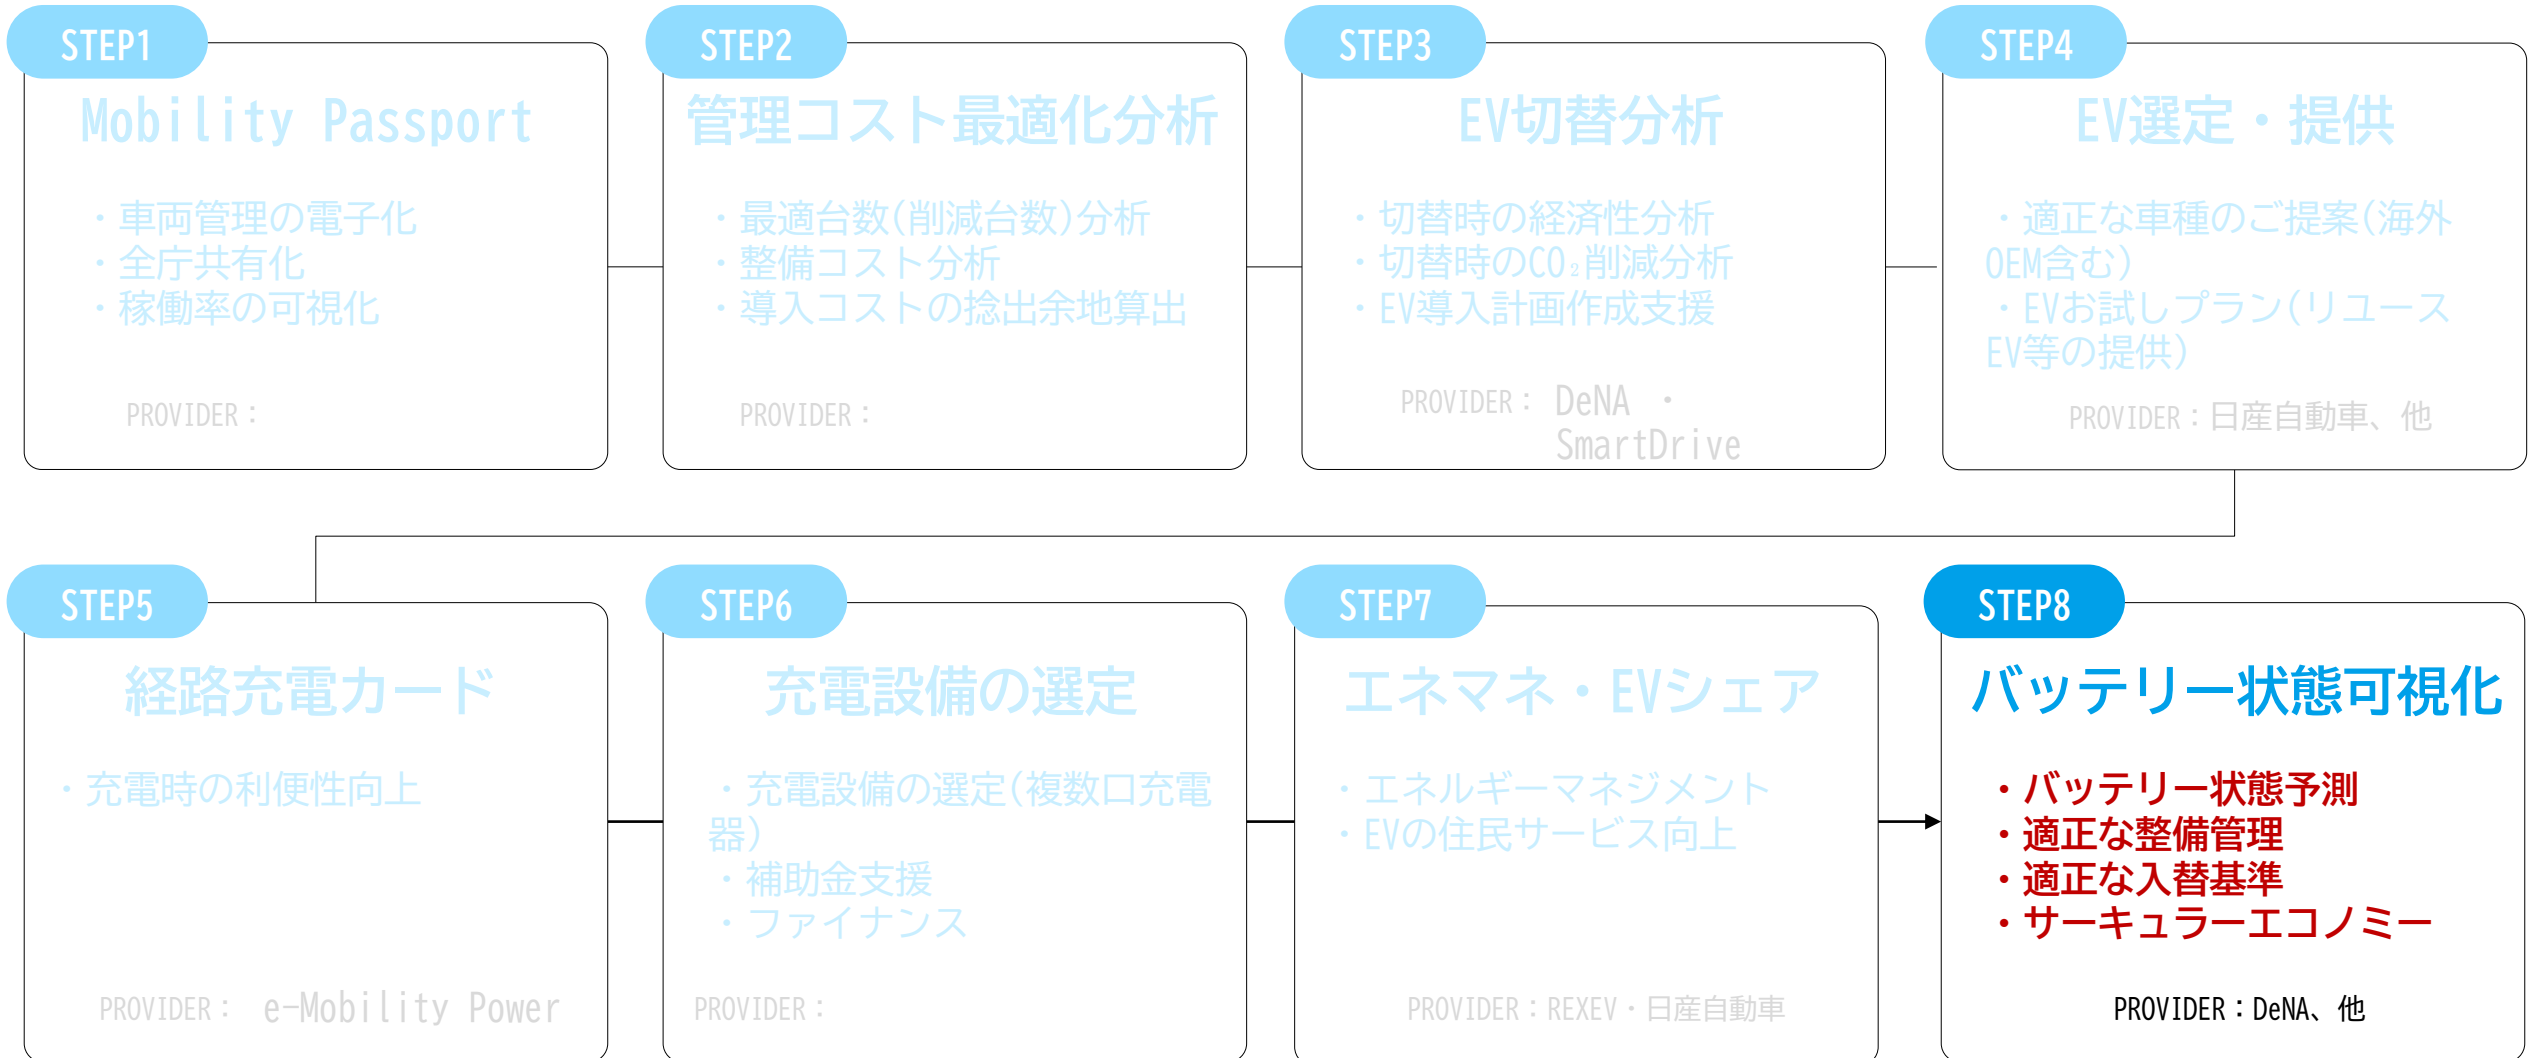 STEP1
Mobility Passport
・車両管理の電子化
・全庁共有化
・稼働率の可視化
PROVIDER：
STEP2
管理コスト最適化分析
・最適台数(削減台数)分析
・整備コスト分析
・導入コストの捻出余地算出
PROVIDER：
STEP3
EV切替分析
・切替時の経済性分析
・切替時のCO₂削減分析
・EV導入計画作成支援
PROVIDER： DeNA ・
SmartDrive
STEP4
EV選定・提供
・適正な車種のご提案(海外
OEM含む)
・EVお試しプラン(リユース
EV等の提供)
PROVIDER：日産自動車、他
STEP5
経路充電カード
・充電時の利便性向上
PROVIDER： e-Mobility Power
STEP6
充電設備の選定
・充電設備の選定(複数口充電
器)
・補助金支援
・ファイナンス
PROVIDER：
STEP7
エネマネ・EVシェア
・エネルギーマネジメント
・EVの住民サービス向上
PROVIDER：REXEV・日産自動車
STEP8
バッテリー状態可視化
・バッテリー状態予測
・適正な整備管理
・適正な入替基準
・サーキュラーエコノミー
PROVIDER：DeNA、他